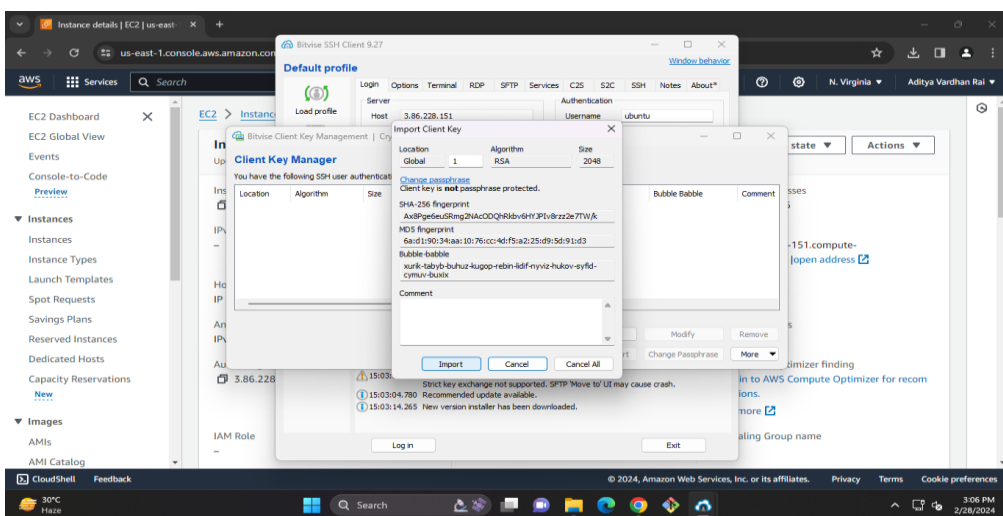 Instance details | EC2 | us-east-
us-east-1.console.aws.amazon.com
aws
Services
Search
N. Virginia
Aditya Vardhan Rai
EC2 Dashboard
EC2 Global View
Events
Console-to-Code
Preview
Instances
Instances
Instance Types
Launch Templates
Spot Requests
Savings Plans
Reserved Instances
Dedicated Hosts
Capacity Reservations
New
Images
AMIs
AMI Catalog
EC2 > Instanc
state
Actions
-151.compute-
|open address
3.86.228
IAM Role
–
timizer finding
in to AWS Compute Optimizer for recom
ions.
more
aling Group name
Bitvise SSH Client 9.27
Default profile
Window behavior
Load profile
Login Options Terminal RDP SFTP Services C2S S2C SSH Notes About*
Server
Host 3.86.228.151
Authentication
Username ubuntu
Bitvise Client Key Management | Cry
Client Key Manager
You have the following SSH user authenticat
Location Algorithm Size Bubble Babble Comment
Modify Remove
rt Change Passphrase More
Import Client Key
Location Algorithm Size
Global 1 RSA 2048
Change passphrase
Client key is not passphrase protected.
SHA-256 fingerprint
Ax8Pge6euSRmg2NAcODQhRkbv6HYJPIv8rzz2e7TW/k
MD5 fingerprint
6a:d1:90:34:aa:10:76:cc:4d:f5:a2:25:d9:5d:91:d3
Bubble-babble
xurik-tabyb-buhuz-kugop-rebin-lidif-nyviz-hukov-syfid-
cymuv-buxix
Comment
Import Cancel Cancel All
15:03:
Strict key exchange not supported. SFTP 'Move to' UI may cause crash.
15:03:04.780 Recommended update available.
15:03:14.265 New version installer has been downloaded.
Log in Exit
CloudShell Feedback
© 2024, Amazon Web Services, Inc. or its affiliates. Privacy Terms Cookie preferences
30°C
Haze
Search
3:06 PM
2/28/2024